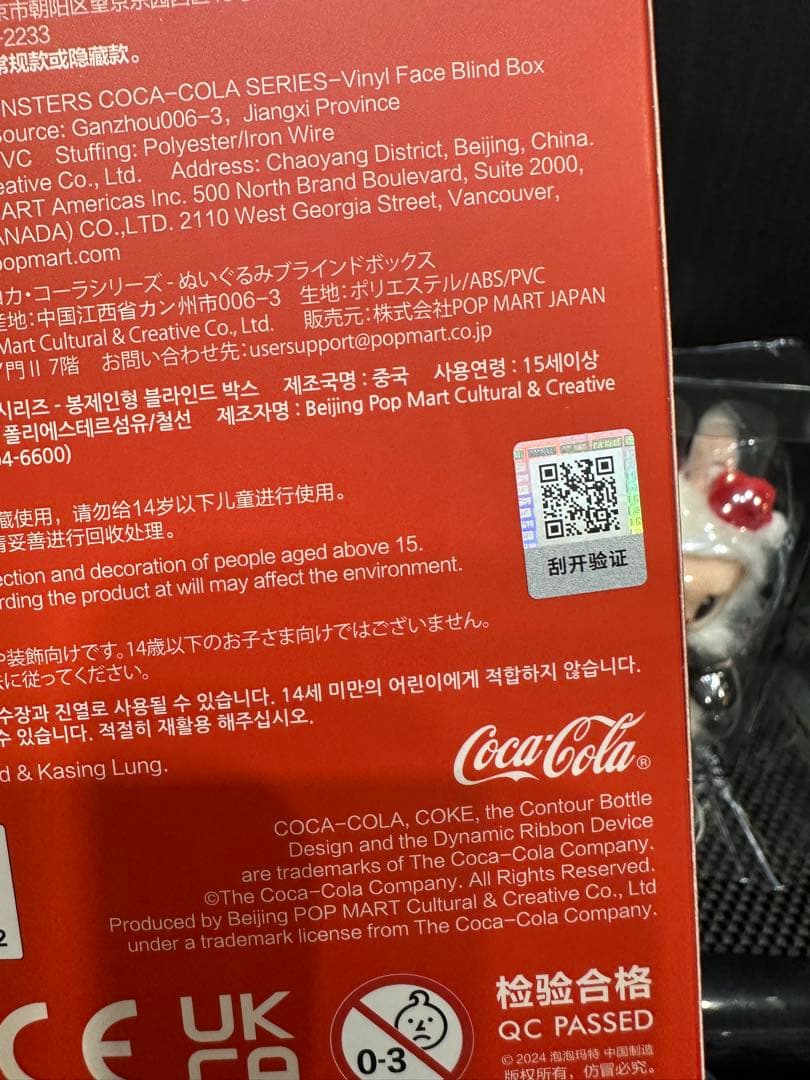 -2233
常规款或隐藏款。
NSTERS COCA-COLA SERIES-Vinyl Face Blind Box
Source: Ganzhou006-3, Jiangxi Province
VC Stuffing: Polyester/Iron Wire
eative Co., Ltd. Address: Chaoyang District, Beijing, China.
ART Americas Inc. 500 North Brand Boulevard, Suite 2000,
ANADA) CO.,LTD. 2110 West Georgia Street, Vancouver,
popmart.com
コカ・コーラシリーズ - ぬいぐるみブラインドボックス
産地:中国江西省カン州市006-3 生地:ポリエステル/ABS/PVC
Mart Cultural & Creative Co., Ltd. 販売元:株式会社POP MART JAPAN
門II 7階 お問い合わせ先:usersupport@popmart.co.jp
시리즈 - 봉제인형 블라인드 박스 제조국명 : 중국 사용연령 : 15세이상
폴리에스테르섬유/철선 제조자명 : Beijing Pop Mart Cultural & Creative
04-6600)
藏使用，请勿给14岁以下儿童进行使用。
请妥善进行回收处理。
ection and decoration of people aged above 15.
rding the product at will may affect the environment.
や装飾向けです。14歳以下のお子さま向けではございません。
法に従ってください。
수장과 진열로 사용될 수 있습니다. 14세 미만의 어린이에게 적합하지 않습니다.
수 있습니다. 적절히 재활용 해주십시오.
d & Kasing Lung.
刮开验证
Coca-Cola®
COCA-COLA, COKE, the Contour Bottle
Design and the Dynamic Ribbon Device
are trademarks of The Coca-Cola Company.
©The Coca-Cola Company. All Rights Reserved.
Produced by Beijing POP MART Cultural & Creative Co., Ltd
under a trademark license from The Coca-Cola Company.
2
CE
UK
CA
0-3
检验合格
QC PASSED
© 2024 泡泡玛特 中国制造
版权所有，仿冒必究。